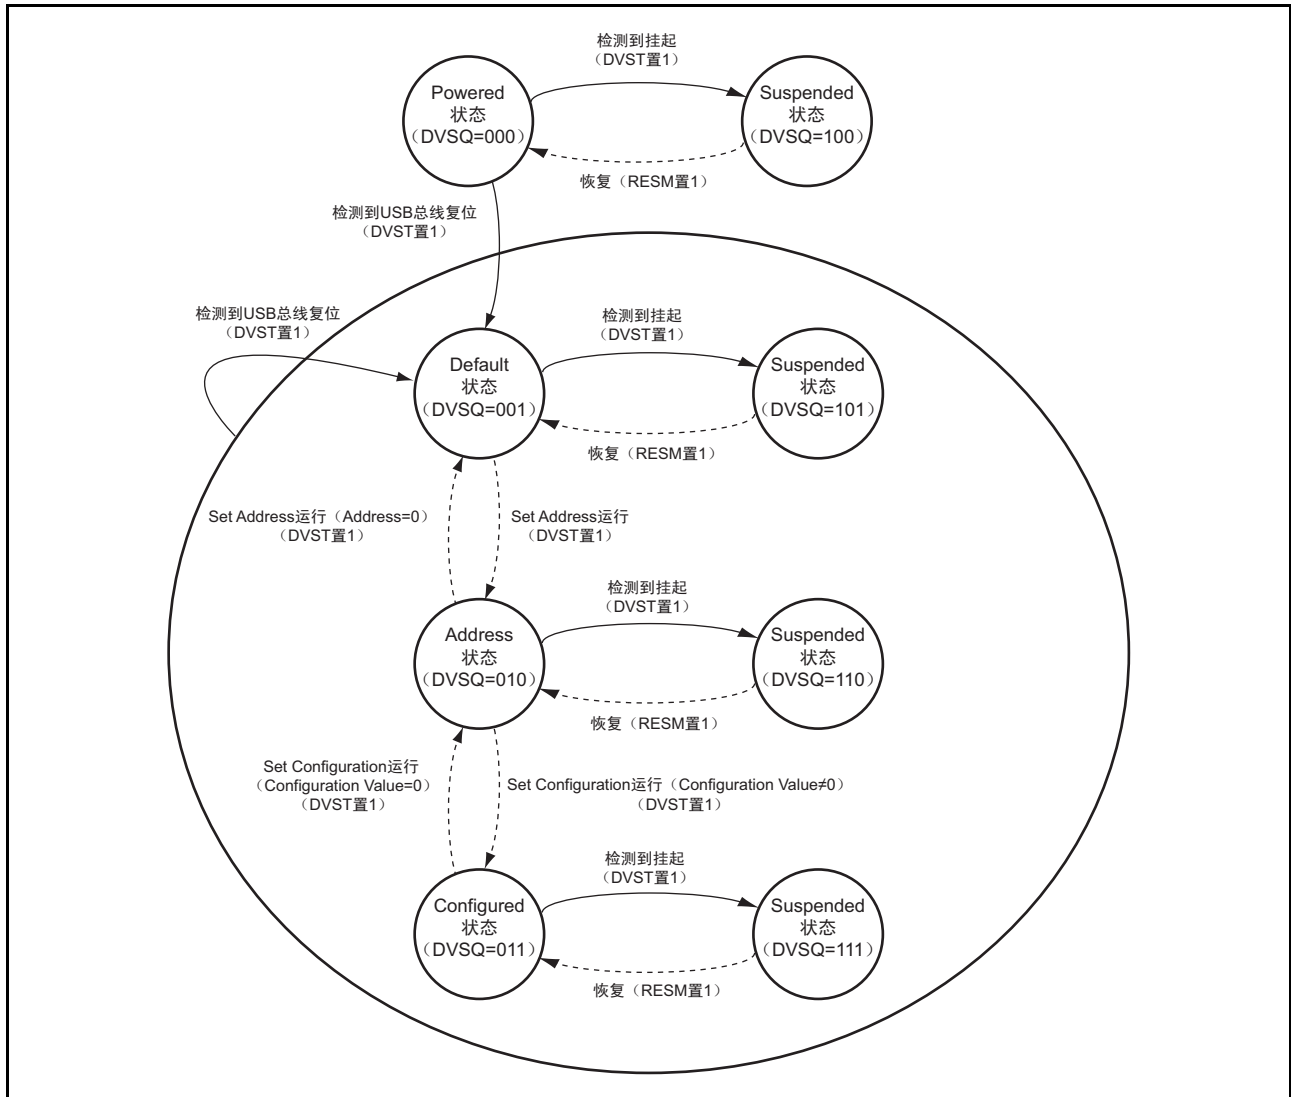 检测到挂起
（DVST置1）
Powered
状态
（DVSQ=000）
Suspended
状态
（DVSQ=100）
恢复（RESM置1）
检测到USB总线复位
（DVST置1）
检测到USB总线复位
（DVST置1）
检测到挂起
（DVST置1）
Default
状态
（DVSQ=001）
Suspended
状态
（DVSQ=101）
恢复（RESM置1）
Set Address运行（Address=0）
（DVST置1）
Set Address运行
（DVST置1）
检测到挂起
（DVST置1）
Address
状态
（DVSQ=010）
Suspended
状态
（DVSQ=110）
恢复（RESM置1）
Set Configuration运行
（Configuration Value=0）
（DVST置1）
Set Configuration运行（Configuration Value≠0）
（DVST置1）
检测到挂起
（DVST置1）
Configured
状态
（DVSQ=011）
Suspended
状态
（DVSQ=111）
恢复（RESM置1）